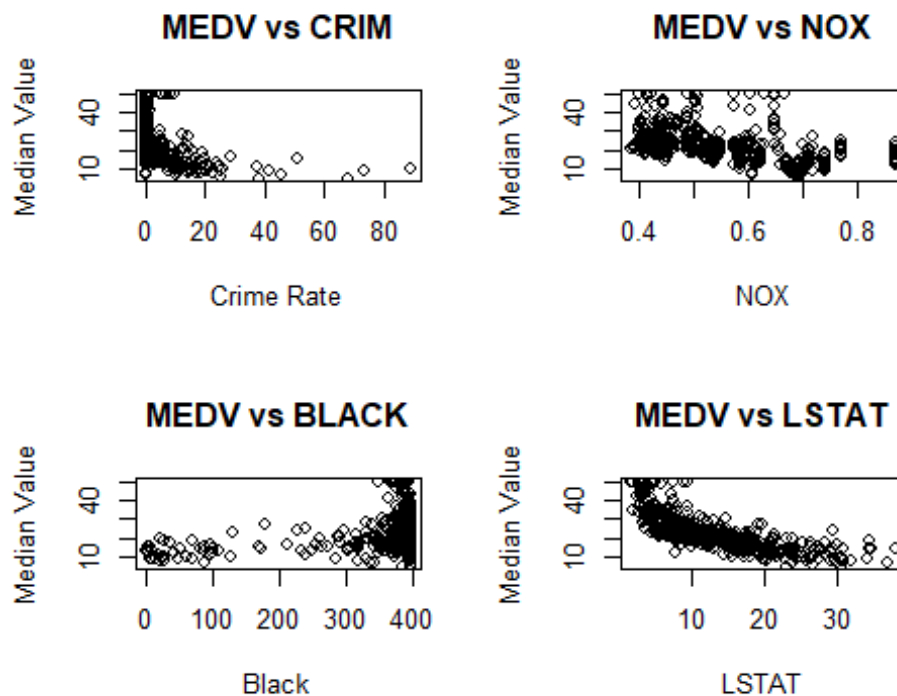 MEDV vs CRIM
Median Value
40
10
0 20 40 60 80
Crime Rate
MEDV vs NOX
Median Value
40
10
0.4 0.6 0.8
NOX
MEDV vs BLACK
Median Value
40
10
0 100 200 300 400
Black
MEDV vs LSTAT
Median Value
40
10
10 20 30
LSTAT